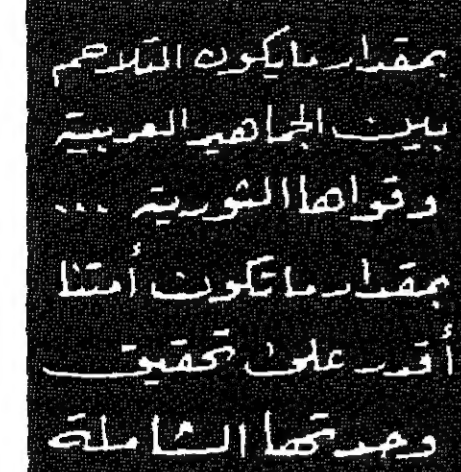 بمقدار ما يكون التلاحم
بين الجماهير العربية
وقواها الثورية ...
بمقدار ما تكون أمتنا
أقدر على تحقيق
وحدتها الشاملة